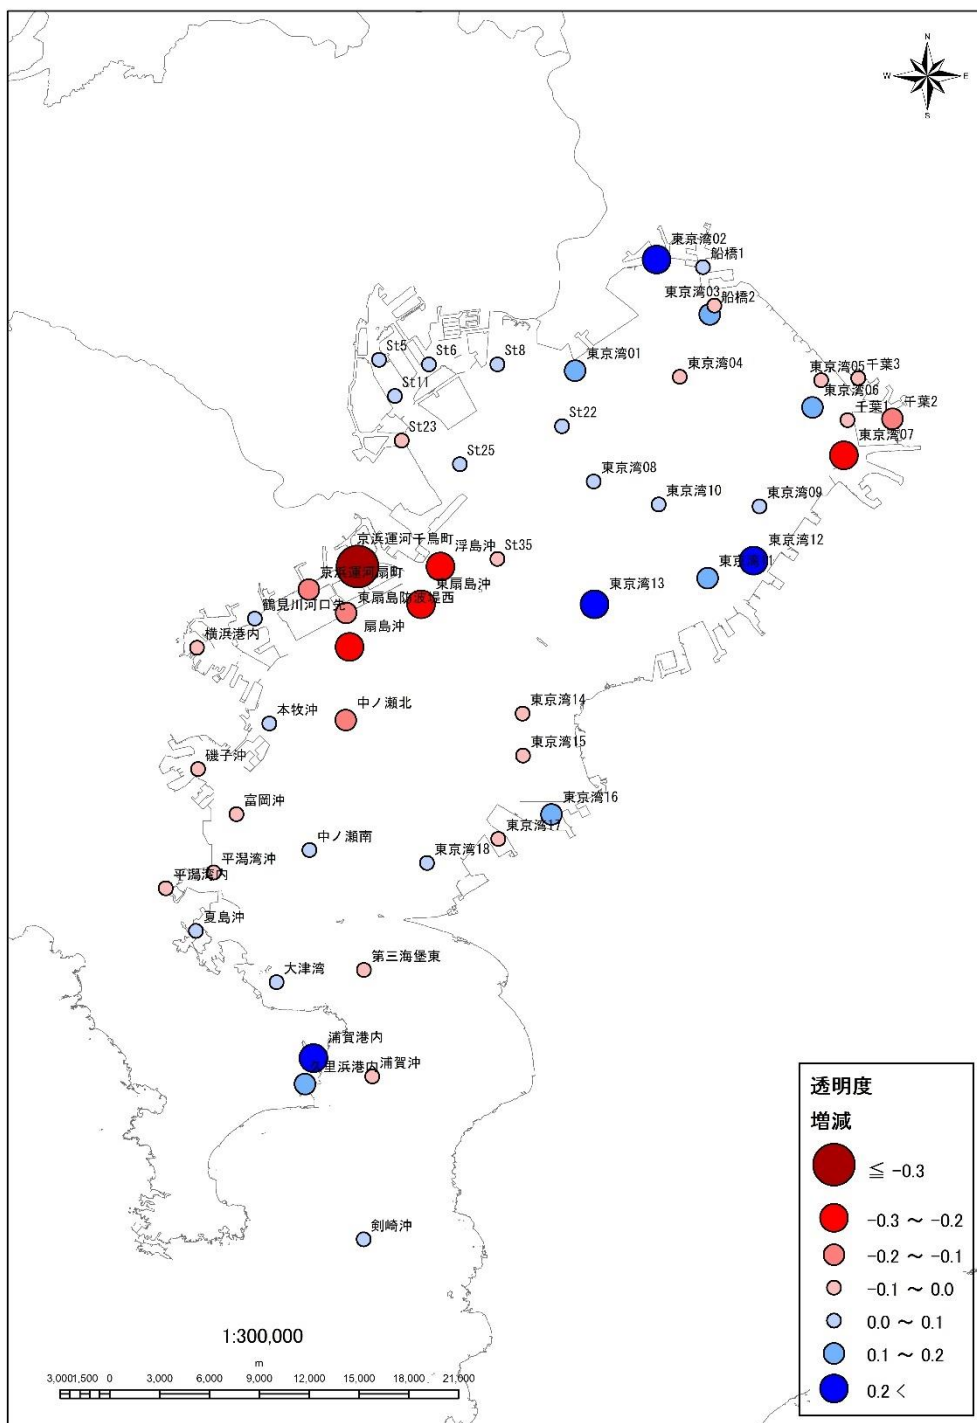 N
W
E
S
東京湾02
船橋1
東京湾03
船橋2
St5
St6
St8
東京湾01
東京湾04
東京湾05
千葉3
東京湾06
St11
千葉1
千葉2
St22
St23
東京湾07
St25
東京湾08
東京湾10
東京湾09
京浜運河千鳥町
浮島沖
St35
東京湾12
京浜運河扇町
東扇島沖
東京湾11
鶴見川河口先
東扇島防波堤西
東京湾13
横浜港内
扇島沖
本牧沖
中ノ瀬北
東京湾14
東京湾15
磯子沖
富岡沖
東京湾16
中ノ瀬南
東京湾17
東京湾18
平潟湾沖
平潟湾内
夏島沖
大津湾
第三海堡東
浦賀港内
里浜港内
浦賀沖
剣崎沖
透明度
増減
≦ -0.3
-0.3 ～ -0.2
-0.2 ～ -0.1
-0.1 ～ 0.0
0.0 ～ 0.1
0.1 ～ 0.2
0.2 <
1:300,000
m
3,000 1,500 0 3,000 6,000 9,000 12,000 15,000 18,000 21,000